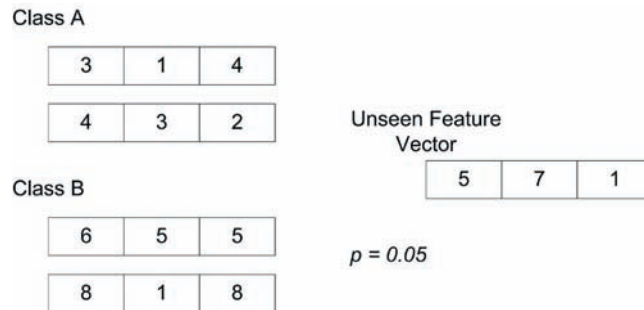 Class A
3 1 4
4 3 2
Unseen Feature
Vector
5 7 1
Class B
6 5 5
p = 0.05
8 1 8